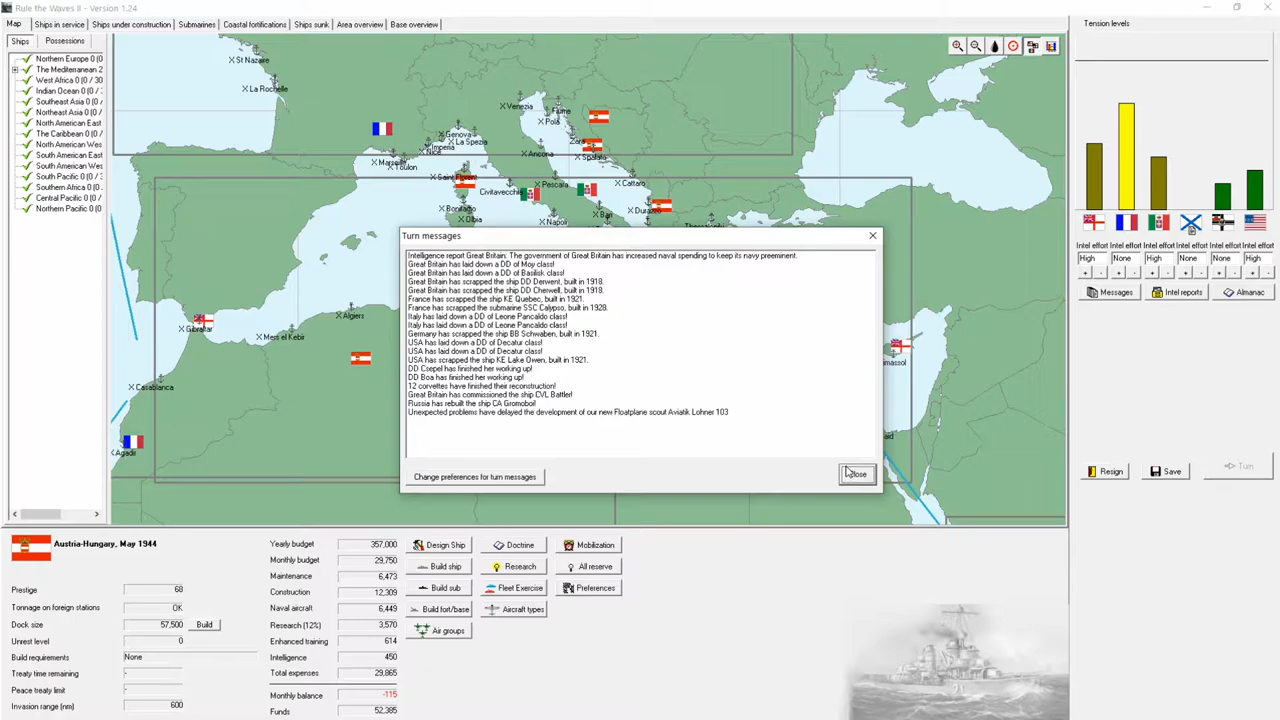 Rule the Waves II - Version 1.24
Map
Ships in service
Ships under construction
Submarines
Coastal fortifications
Ships sunk
Area overview
Base overview
Ships
Possessions
Northern Europe 0 (0 /
The Mediterranean 2
West Africa 0 (0 / 30
Indian Ocean 0 (0 /
Southeast Asia 0 (0/
Northeast Asia 0 (0/
North American East
The Caribbean 0 (0/
North American Wes
South American East
South American Wes
South Pacific 0 (0 / 1
Southern Africa 0 (0/
Central Pacific 0 (0 /
Northern Pacific 0 (0/
St Nazaire
La Rochelle
Venezia
Fiume
Pola
Genova
La Spezia
Imperia
Nice
Marseille
Toulon
Zara
Spalato
Ancona
Saint Florent
Civitavecchia
Pescara
Cattaro
Bonifacio
Olbia
Napoli
Bari
Durazzo
Gibraltar
Algiers
Mers el Kebir
Casablanca
Agadir
imassol
aid
Turn messages
Intelligence report Great Britain: The government of Great Britain has increased naval spending to keep its navy preeminent.
Great Britain has laid down a DD of Moy class!
Great Britain has laid down a DD of Basilisk class!
Great Britain has scrapped the ship DD Derwent, built in 1918.
Great Britain has scrapped the ship DD Cherwell, built in 1918.
France has scrapped the ship KE Quebec, built in 1921.
France has scrapped the submarine SSC Calypso, built in 1928.
Italy has laid down a DD of Leone Pancaldo class!
Italy has laid down a DD of Leone Pancaldo class!
Germany has scrapped the ship BB Schwaben, built in 1921.
USA has laid down a DD of Decatur class!
USA has laid down a DD of Decatur class!
USA has scrapped the ship KE Lake Owen, built in 1921.
DD Csepel has finished her working up!
DD Boa has finished her working up!
12 corvettes have finished their reconstruction!
Great Britain has commissioned the ship CVL Battler!
Russia has rebuilt the ship CA Gromoboi!
Unexpected problems have delayed the development of our new Floatplane scout Aviatik Lohner 103
Change preferences for turn messages
Close
Tension levels
Intel effort Intel effort Intel effort Intel effort Intel effort Intel effort
High High High None None High
+ - + - + - + - + - + -
Messages
Intel reports
Almanac
Resign
Save
Turn
Austria-Hungary, May 1944
Prestige 68
Tonnage on foreign stations OK
Dock size 57,500 Build
Unrest level 0
Build requirements None
Treaty time remaining -
Peace treaty limit -
Invasion range (nm) 600
Yearly budget 357,000
Monthly budget 29,750
Maintenance 6,473
Construction 12,309
Naval aircraft 6,449
Research (12%) 3,570
Enhanced training 614
Intelligence 450
Total expenses 29,865
Monthly balance -115
Funds 52,385
Design Ship
Doctrine
Mobilization
Build ship
Research
All reserve
Build sub
Fleet Exercise
Preferences
Build fort/base
Aircraft types
Air groups